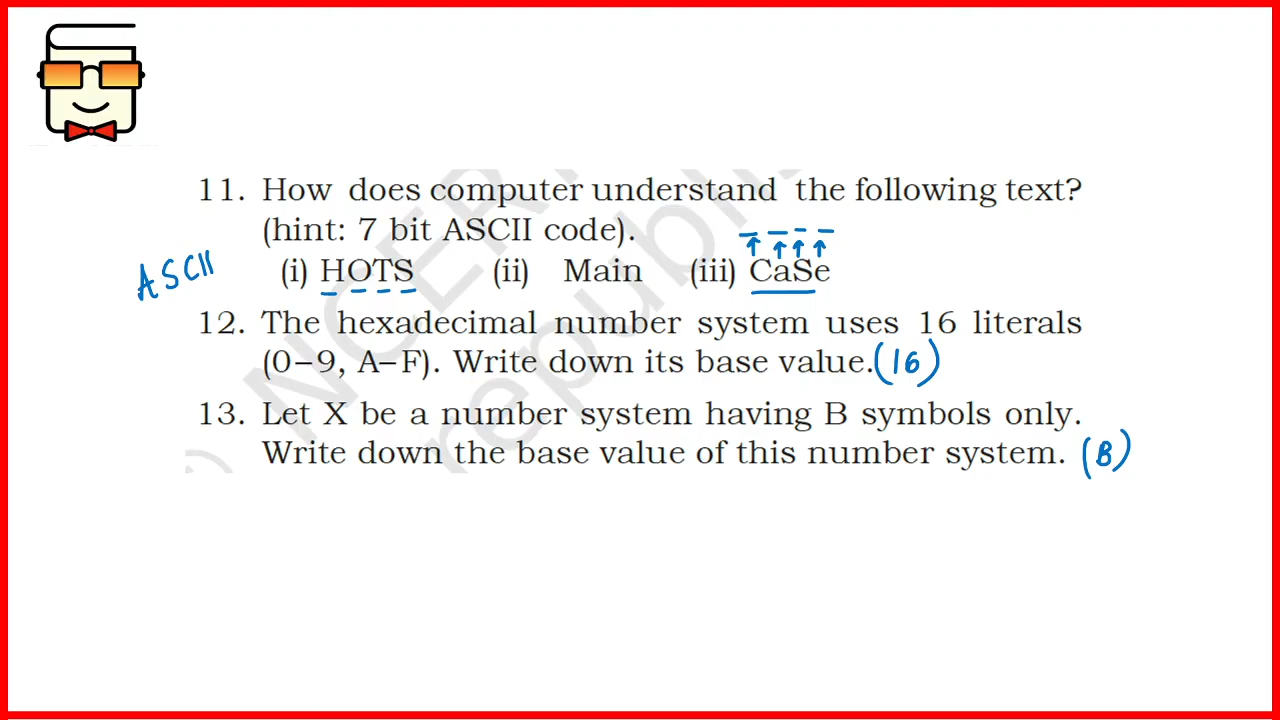 11. How does computer understand the following text?
(hint: 7 bit ASCII code).
ASCII
(i) HOTS (ii) Main (iii) CaSe
12. The hexadecimal number system uses 16 literals
(0–9, A–F). Write down its base value. (16)
13. Let X be a number system having B symbols only.
Write down the base value of this number system. (B)